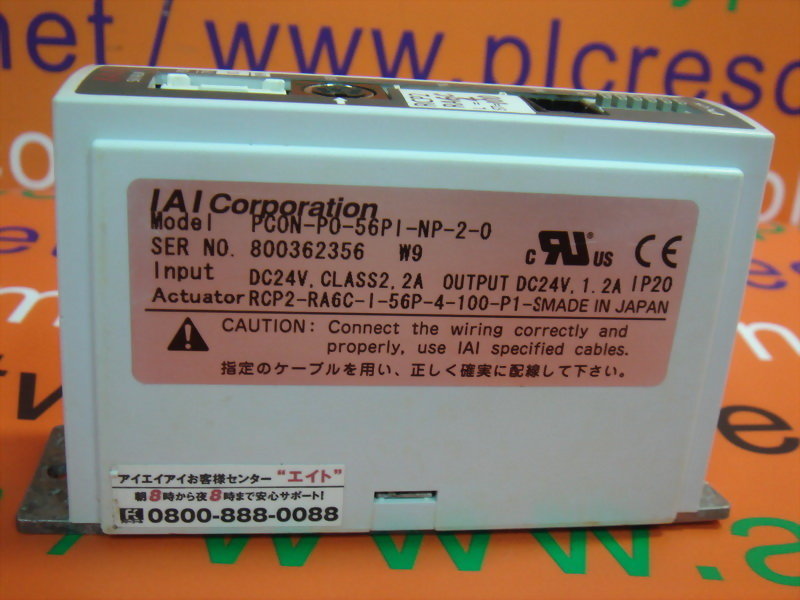 net/ www.plcresc
RCP2
IAI Corporation
Model PCON-PO-56PI-NP-2-0
SER NO. 800362356 W9
Input DC24V, CLASS2, 2A OUTPUT DC24V, 1.2A IP20
Actuator RCP2-RA6C-I-56P-4-100-P1-SMADE IN JAPAN
c RU US CE
CAUTION: Connect the wiring correctly and
properly, use IAI specified cables.
指定のケーブルを用い、正しく確実に配線して下さい。
アイエイアイお客様センター "エイト"
朝8時から夜8時まで安心サポート!
0800-888-0088